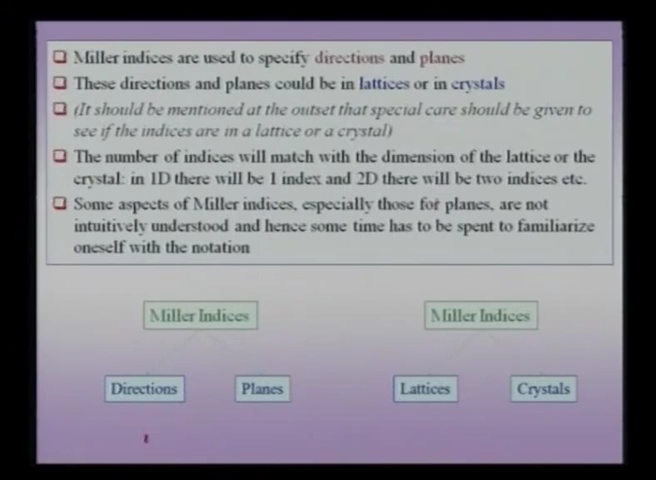 Miller indices are used to specify directions and planes
These directions and planes could be in lattices or in crystals
(It should be mentioned at the outset that special care should be given to
see if the indices are in a lattice or a crystal)
The number of indices will match with the dimension of the lattice or the
crystal: in 1D there will be 1 index and 2D there will be two indices etc.
Some aspects of Miller indices, especially those for planes, are not
intuitively understood and hence some time has to be spent to familiarize
oneself with the notation
Miller Indices
Miller Indices
Directions
Planes
Lattices
Crystals